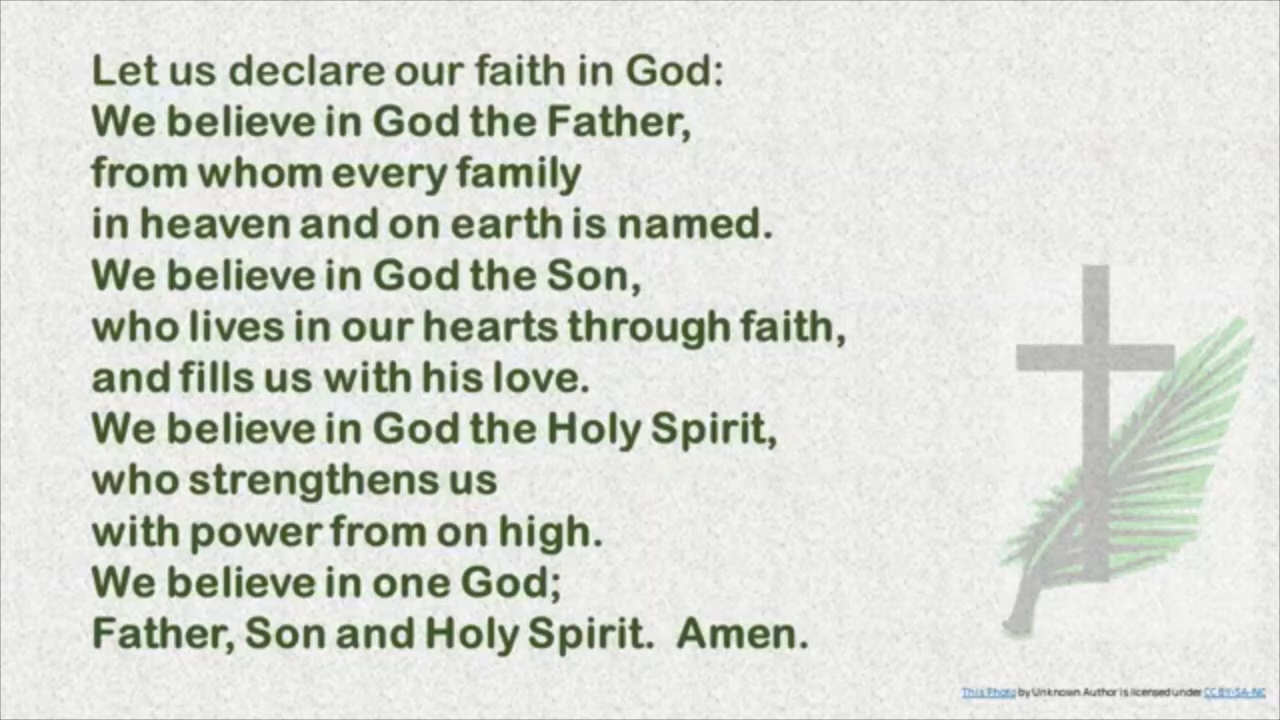 Let us declare our faith in God:
We believe in God the Father,
from whom every family
in heaven and on earth is named.
We believe in God the Son,
who lives in our hearts through faith,
and fills us with his love.
We believe in God the Holy Spirit,
who strengthens us
with power from on high.
We believe in one God;
Father, Son and Holy Spirit.  Amen.
This Photo by Unknown Author is licensed under CC BY-SA-NC